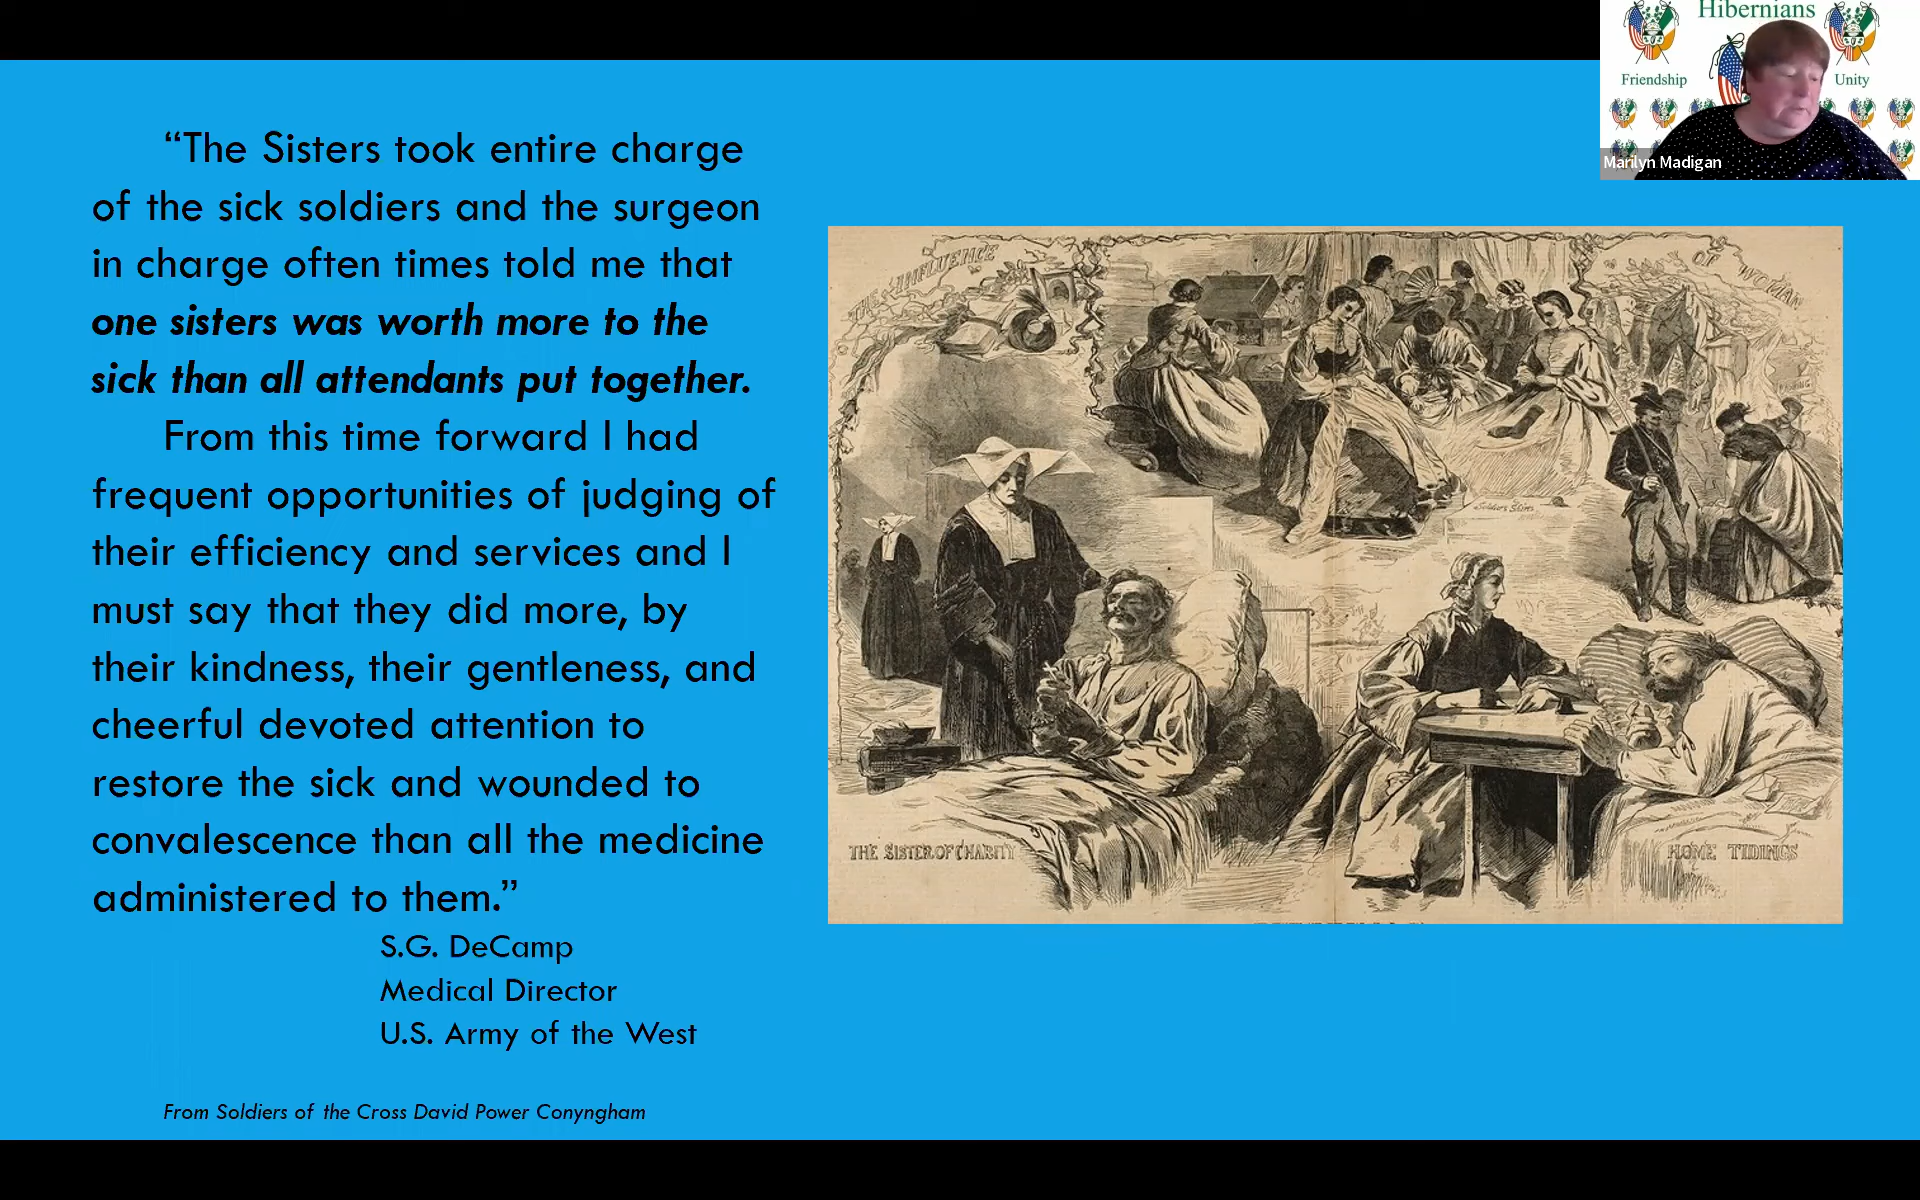 Hibernians
Friendship
Unity
Marilyn Madigan
“The Sisters took entire charge
of the sick soldiers and the surgeon
in charge often times told me that
one sisters was worth more to the
sick than all attendants put together.
From this time forward I had
frequent opportunities of judging of
their efficiency and services and I
must say that they did more, by
their kindness, their gentleness, and
cheerful devoted attention to
restore the sick and wounded to
convalescence than all the medicine
administered to them.”
S.G. DeCamp
Medical Director
U.S. Army of the West
From Soldiers of the Cross David Power Conyngham
THE INFLUENCE
OF WOMAN
THE SISTER OF CHARITY
HOME TIDINGS